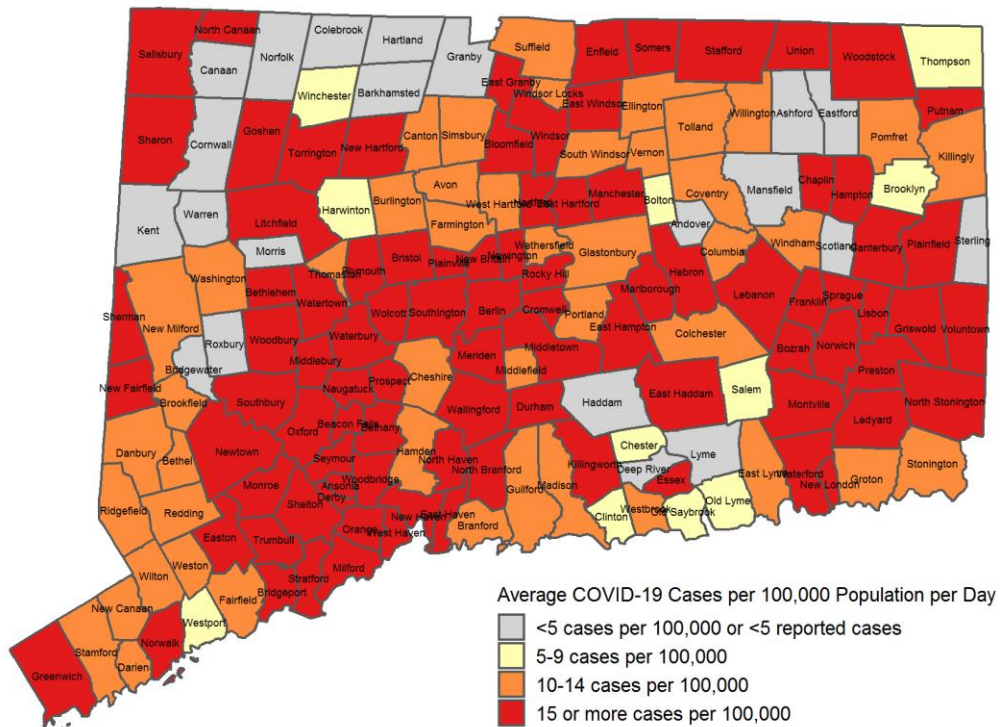 North Canaan
Salisbury
Canaan
Norfolk
Colebrook
Hartland
Granby
Suffield
Enfield
Somers
Stafford
Union
Woodstock
Thompson
Winchester
Barkhamsted
East Granby
Windsor Locks
East Windsor
Ellington
Willington
Ashford
Eastford
Putnam
Sharon
Cornwall
Goshen
Torrington
New Hartford
Canton
Simsbury
Bloomfield
Windsor
South Windsor
Vernon
Tolland
Pomfret
Killingly
Kent
Warren
Litchfield
Harwinton
Burlington
Avon
West Hartford
East Hartford
Manchester
Bolton
Coventry
Mansfield
Chaplin
Hampton
Brooklyn
Morris
Farmington
Andover
Washington
Bethlehem
Thomaston
Plymouth
Bristol
Plainville
New Britain
Newington
Wethersfield
Glastonbury
Hebron
Columbia
Windham
Scotland
Canterbury
Plainfield
Sterling
Sherman
New Milford
Roxbury
Woodbury
Watertown
Wolcott
Southington
Berlin
Rocky Hill
Cromwell
Portland
Marlborough
East Hampton
Lebanon
Franklin
Sprague
Lisbon
Griswold
Voluntown
Bridgewater
Middlebury
Waterbury
Meriden
Middletown
Colchester
Bozrah
Norwich
Preston
New Fairfield
Brookfield
Southbury
Naugatuck
Prospect
Cheshire
Middlefield
Wallingford
Durham
Haddam
East Haddam
Salem
Montville
Ledyard
North Stonington
Danbury
Bethel
Newtown
Oxford
Beacon Falls
Bethany
Hamden
North Haven
North Branford
Guilford
Madison
Killingworth
Chester
Deep River
Essex
Lyme
East Lyme
Waterford
New London
Groton
Stonington
Ridgefield
Redding
Monroe
Seymour
Ansonia
Derby
Shelton
Woodbridge
New Haven
East Haven
Branford
Clinton
Westbrook
Old Saybrook
Old Lyme
Easton
Trumbull
Orange
West Haven
Milford
Stratford
Bridgeport
Wilton
Weston
Fairfield
Westport
New Canaan
Norwalk
Stamford
Darien
Greenwich
Average COVID-19 Cases per 100,000 Population per Day
<5 cases per 100,000 or <5 reported cases
5-9 cases per 100,000
10-14 cases per 100,000
15 or more cases per 100,000